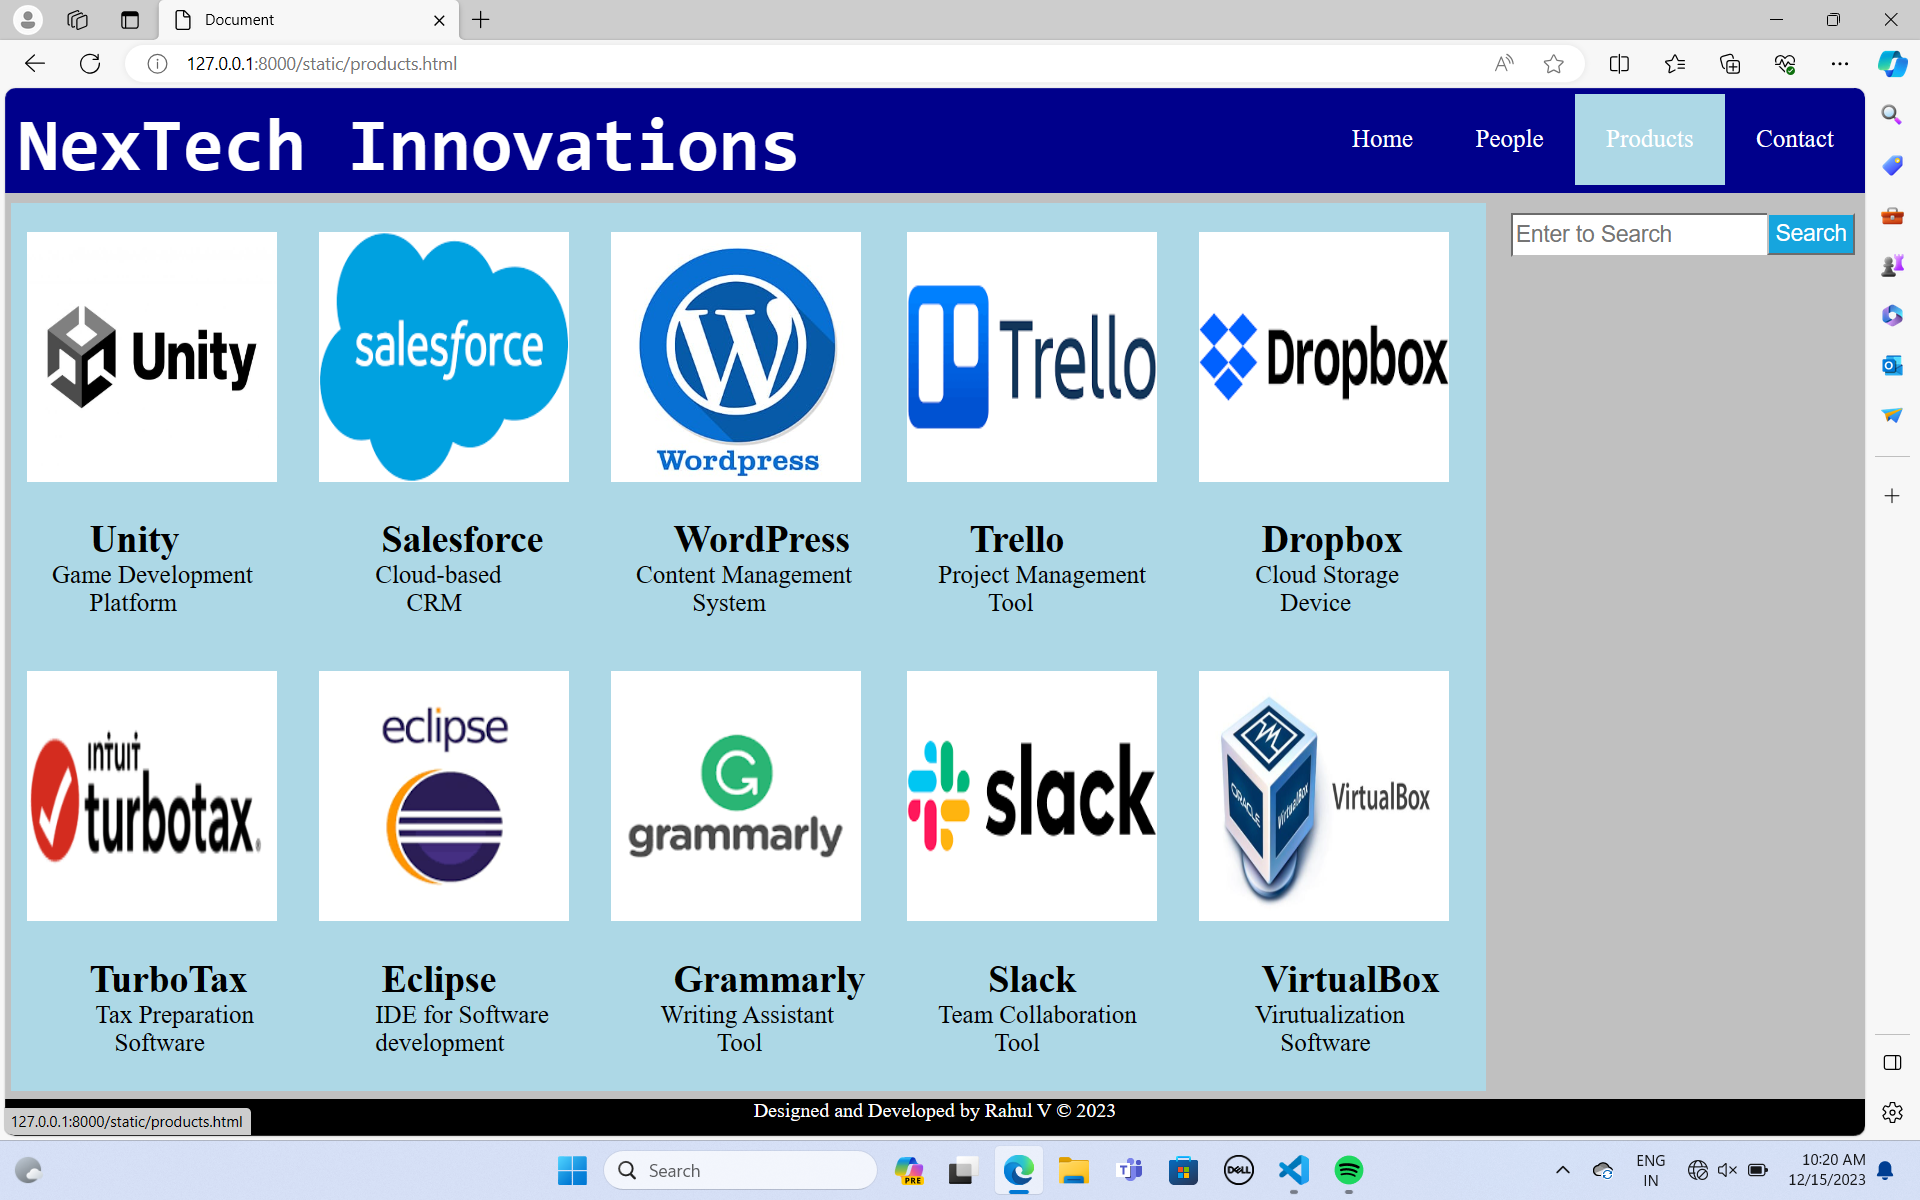 Document
127.0.0.1:8000/static/products.html
NexTech Innovations
Home People Products Contact
Enter to Search Search
Unity
salesforce
Wordpress
Trello
Dropbox
Unity Salesforce WordPress Trello Dropbox
Game Development Cloud-based Content Management Project Management Cloud Storage
Platform CRM System Tool Device
intuit
turbotax.
eclipse
G
grammarly
slack
ORACLE VirtualBox
VirtualBox
TurboTax Eclipse Grammarly Slack VirtualBox
Tax Preparation IDE for Software Writing Assistant Team Collaboration Virutualization
Software development Tool Tool Software
Designed and Developed by Rahul V © 2023
127.0.0.1:8000/static/products.html
Search
PRE
DELL
ENG
IN
10:20 AM
12/15/2023